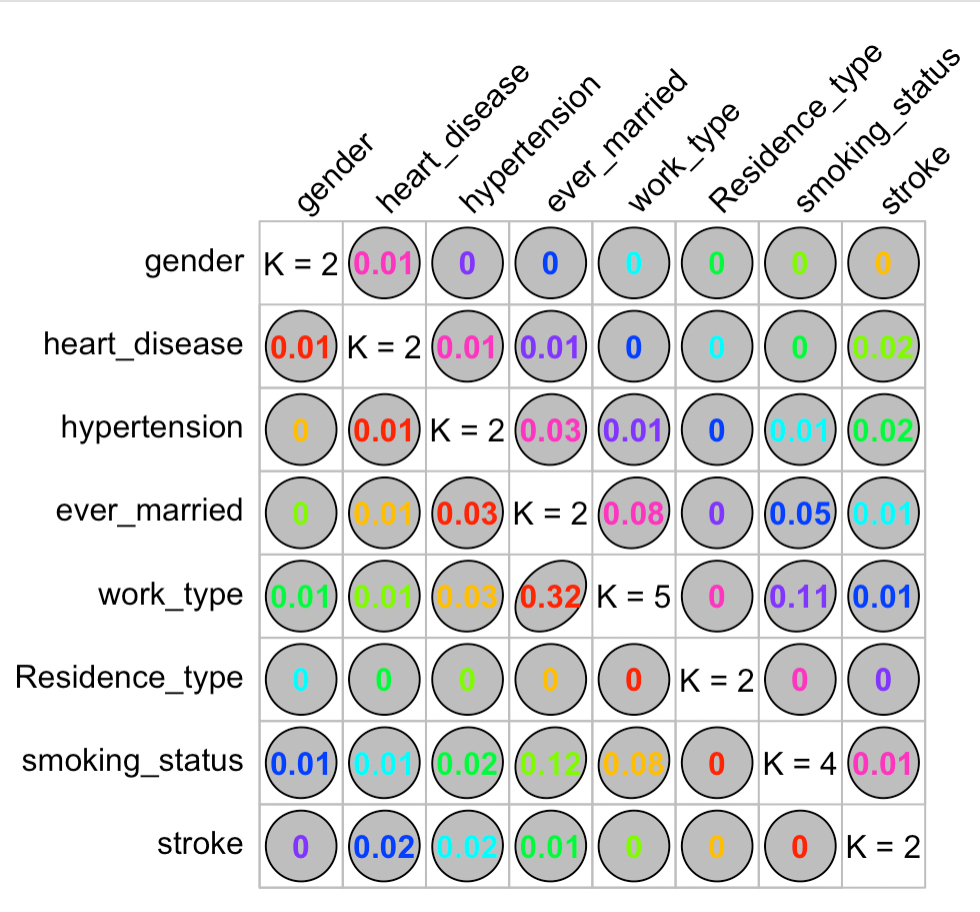 gender heart_disease hypertension ever_married work_type Residence_type smoking_status stroke
gender K = 2 0.01 0 0 0 0 0 0
heart_disease 0.01 K = 2 0.01 0.01 0 0 0 0.02
hypertension 0 0.01 K = 2 0.03 0.01 0 0.01 0.02
ever_married 0 0.01 0.03 K = 2 0.08 0 0.05 0.01
work_type 0.01 0.01 0.03 0.32 K = 5 0 0.11 0.01
Residence_type 0 0 0 0 0 K = 2 0 0
smoking_status 0.01 0.01 0.02 0.12 0.08 0 K = 4 0.01
stroke 0 0.02 0.02 0.01 0 0 0 K = 2